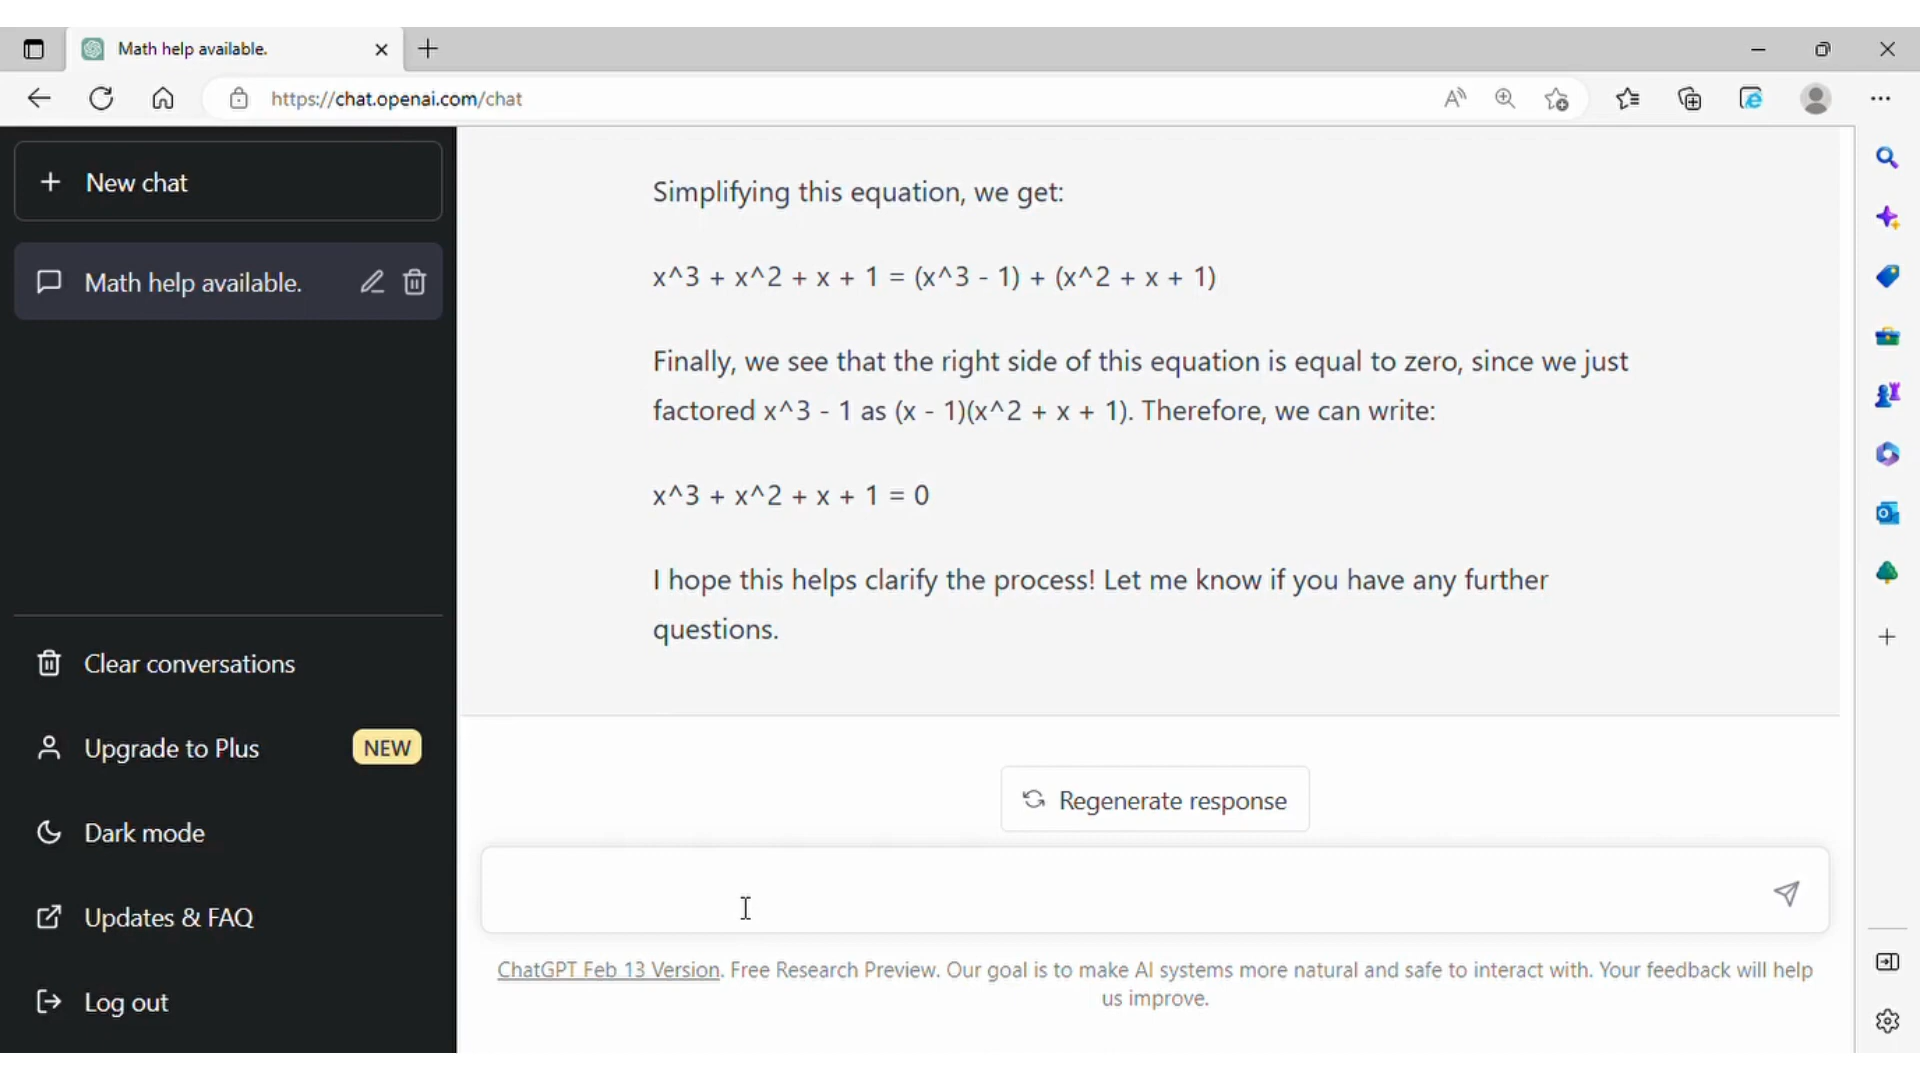 Math help available.
https://chat.openai.com/chat
New chat
Math help available.
Clear conversations
Upgrade to Plus NEW
Dark mode
Updates & FAQ
Log out
Simplifying this equation, we get:
x^3 + x^2 + x + 1 = (x^3 - 1) + (x^2 + x + 1)
Finally, we see that the right side of this equation is equal to zero, since we just
factored x^3 - 1 as (x - 1)(x^2 + x + 1). Therefore, we can write:
x^3 + x^2 + x + 1 = 0
I hope this helps clarify the process! Let me know if you have any further
questions.
Regenerate response
ChatGPT Feb 13 Version. Free Research Preview. Our goal is to make AI systems more natural and safe to interact with. Your feedback will help
us improve.